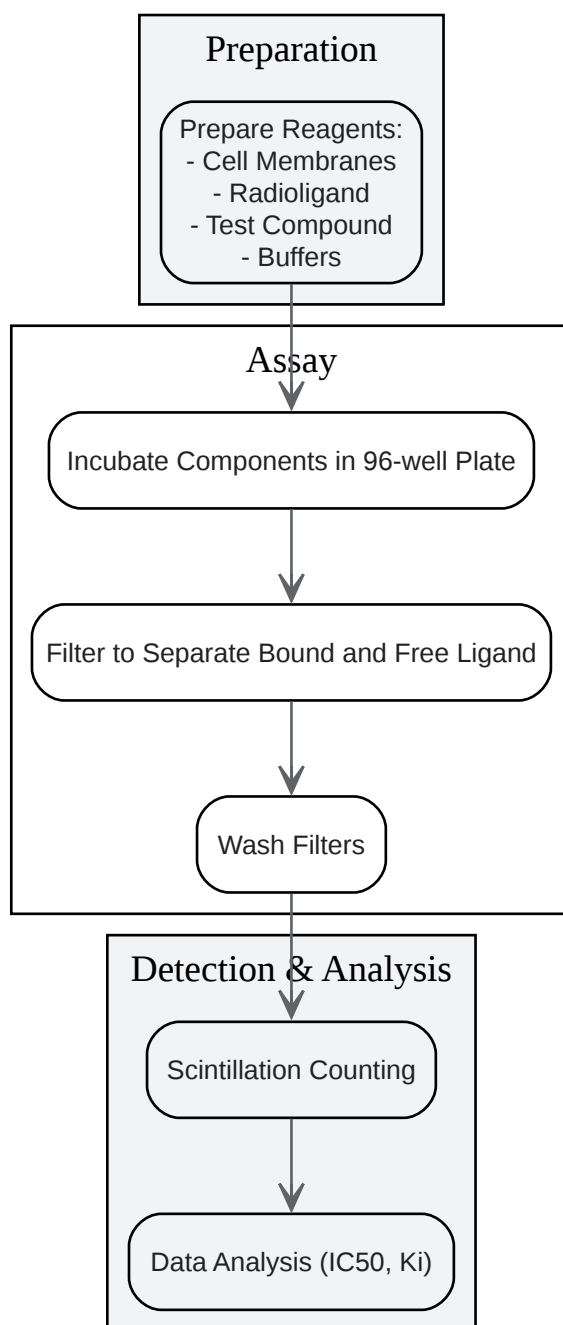 Preparation
Prepare Reagents:
- Cell Membranes
- Radioligand
- Test Compound
- Buffers
Assay
Incubate Components in 96-well Plate
Filter to Separate Bound and Free Ligand
Wash Filters
Detection & Analysis
Scintillation Counting
Data Analysis (IC50, Ki)